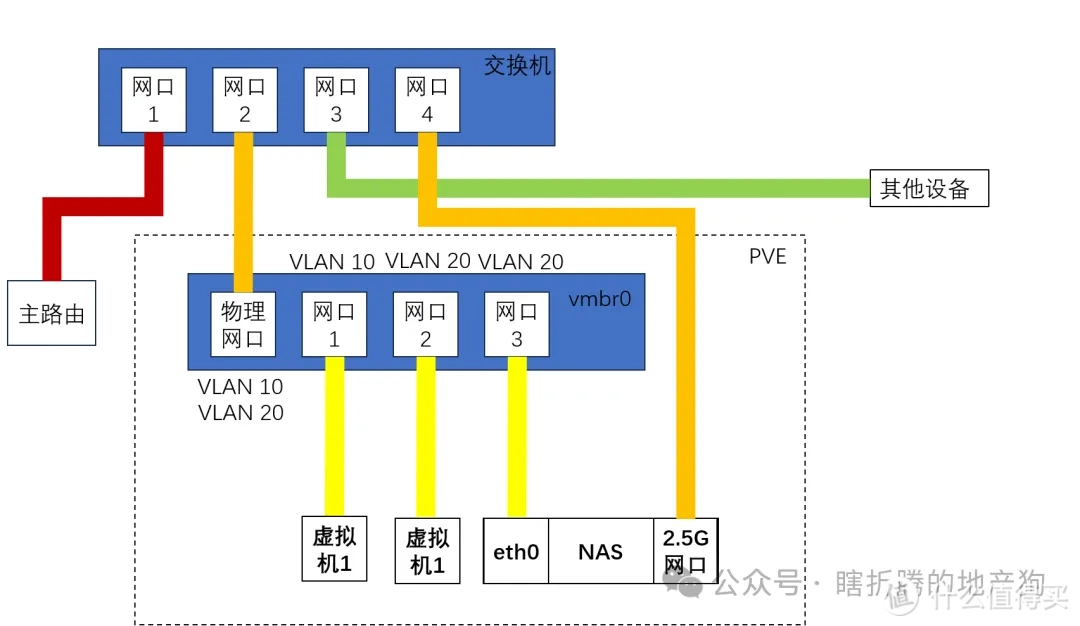 交换机
网口
1
网口
2
网口
3
网口
4
其他设备
主路由
PVE
VLAN 10
VLAN 20
VLAN 20
vmbr0
物理
网口
网口
1
网口
2
网口
3
VLAN 10
VLAN 20
虚拟
机1
虚拟
机1
eth0
NAS
2.5G
网口
公众号 · 瞎折腾的地产狗
值 什么值得买